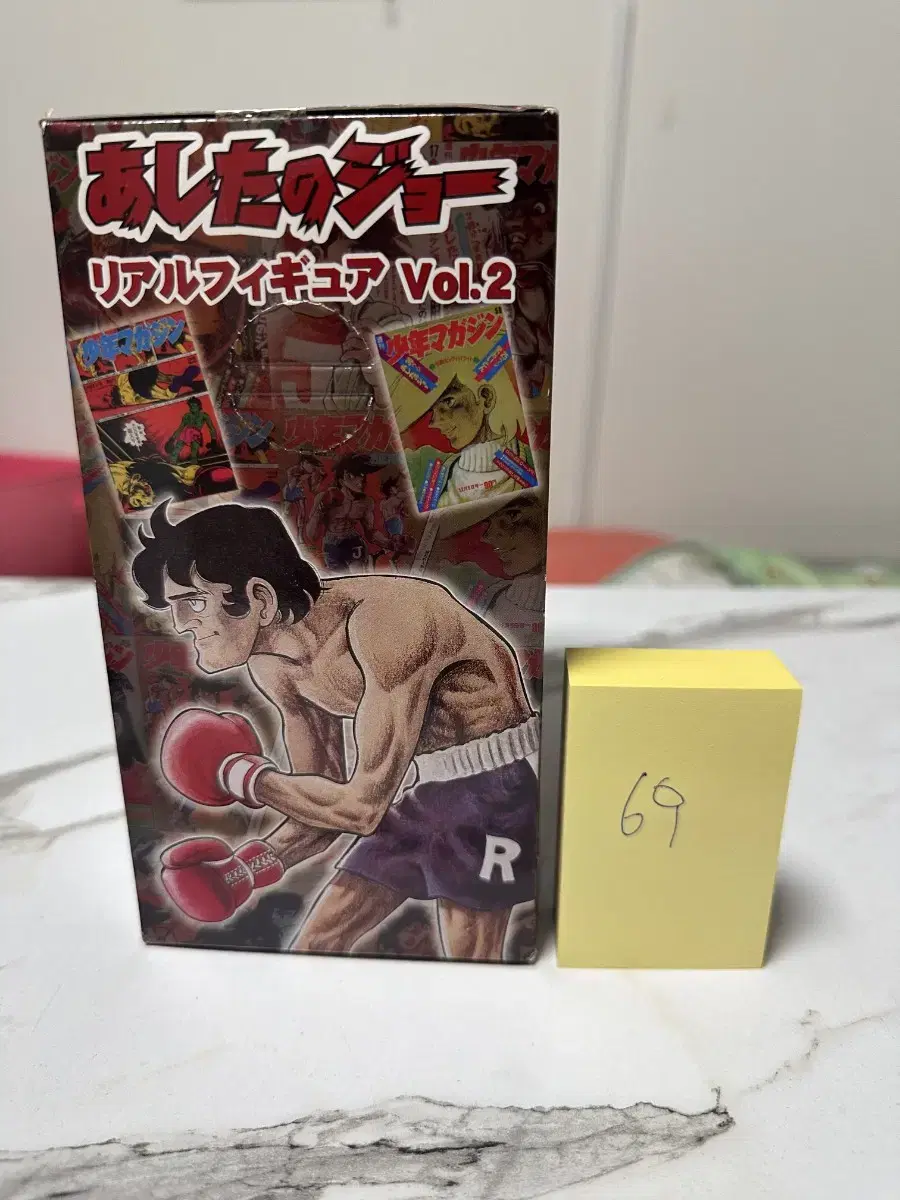 あしたのジョー
リアルフィギュア Vol.2
少年マガジン
少年マガジン
J
R
69